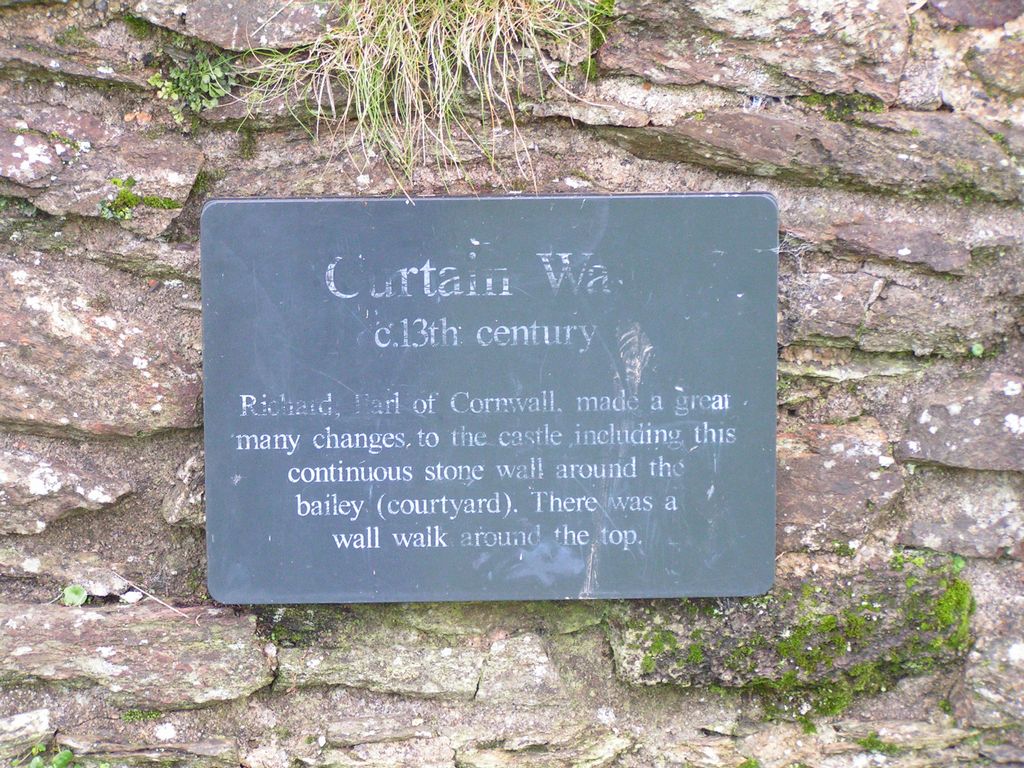 Curtain Wa
c.13th century
Richard, Earl of Cornwall, made a great
many changes to the castle including this
continuous stone wall around the
bailey (courtyard). There was a
wall walk around the top.